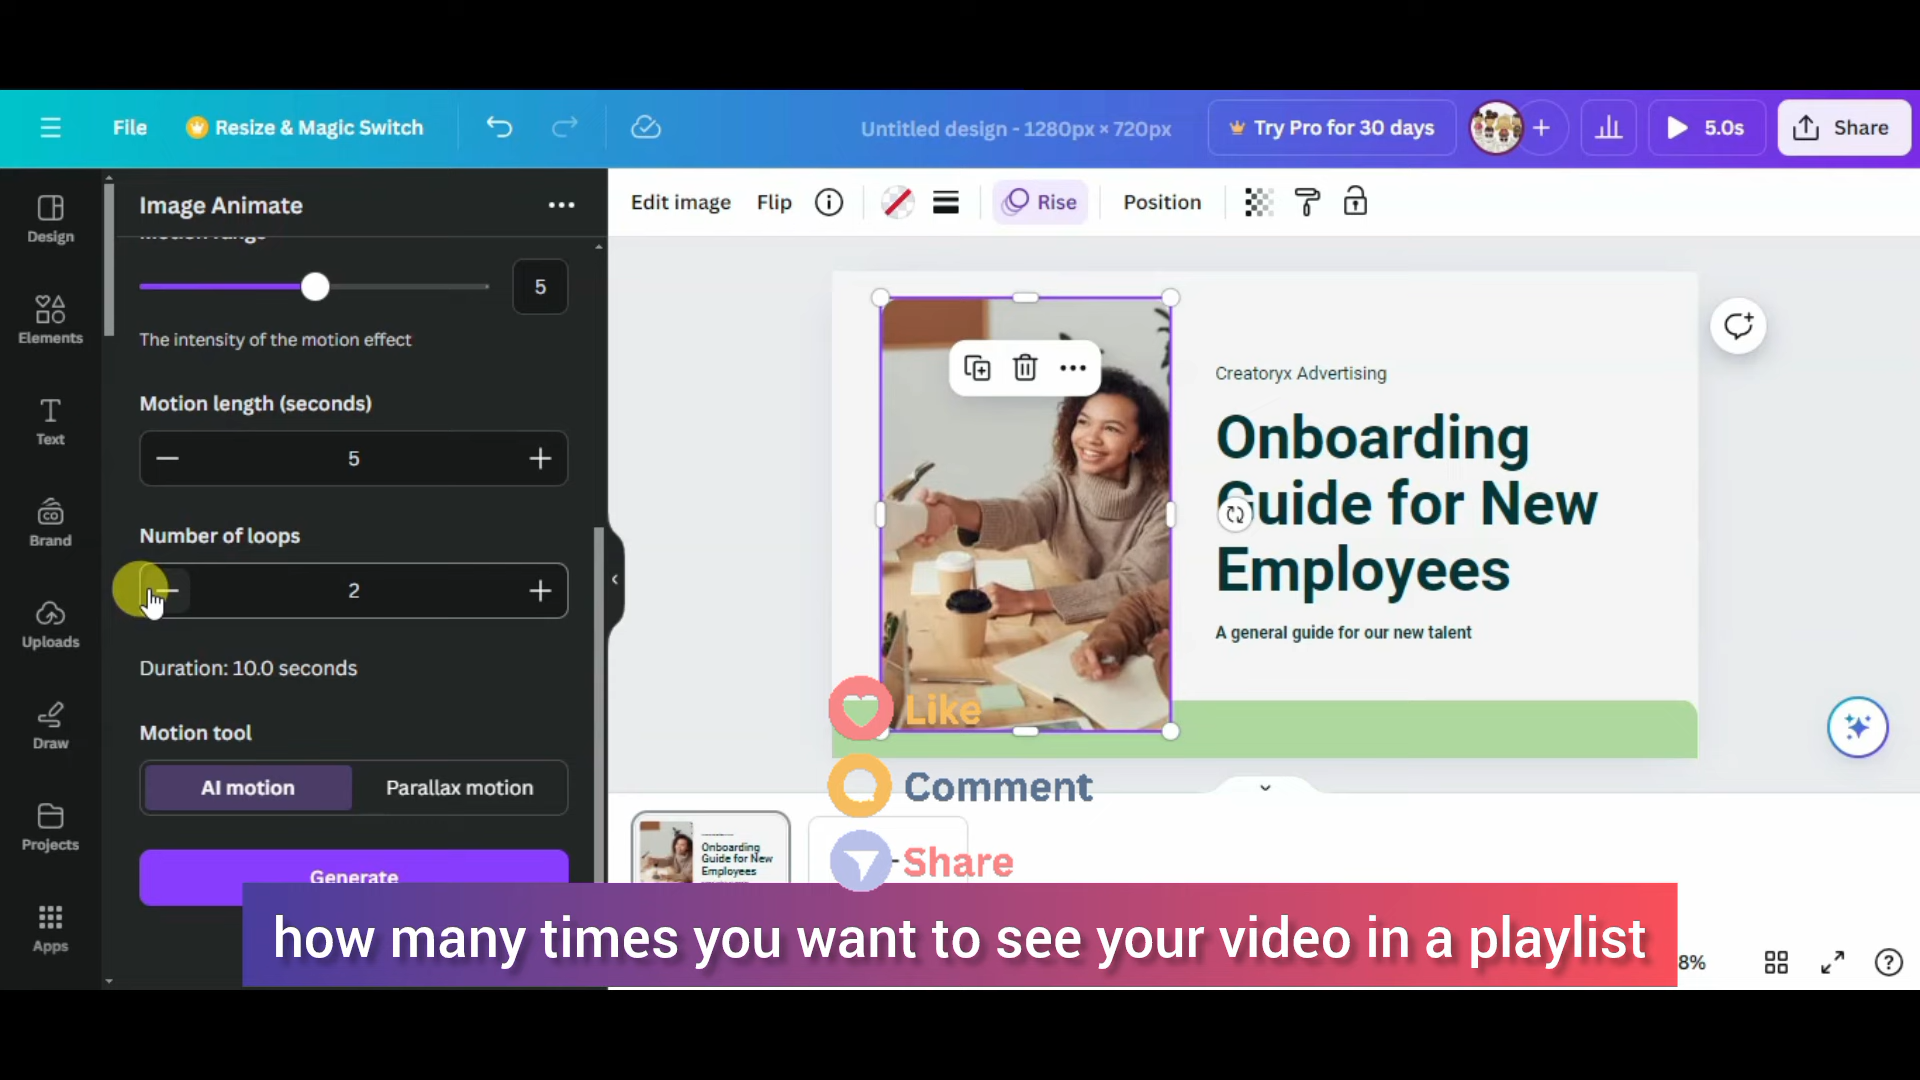 File
Resize & Magic Switch
Untitled design - 1280px × 720px
Try Pro for 30 days
5.0s
Share
Design
Elements
Text
Brand
Uploads
Draw
Projects
Apps
Image Animate
Motion range
5
The intensity of the motion effect
Motion length (seconds)
5
Number of loops
2
Duration: 10.0 seconds
Motion tool
AI motion
Parallax motion
Generate
Edit image
Flip
Rise
Position
Creatoryx Advertising
Onboarding
Guide for New
Employees
A general guide for our new talent
Like
Comment
Share
Onboarding
Guide for New
Employees
8%
how many times you want to see your video in a playlist